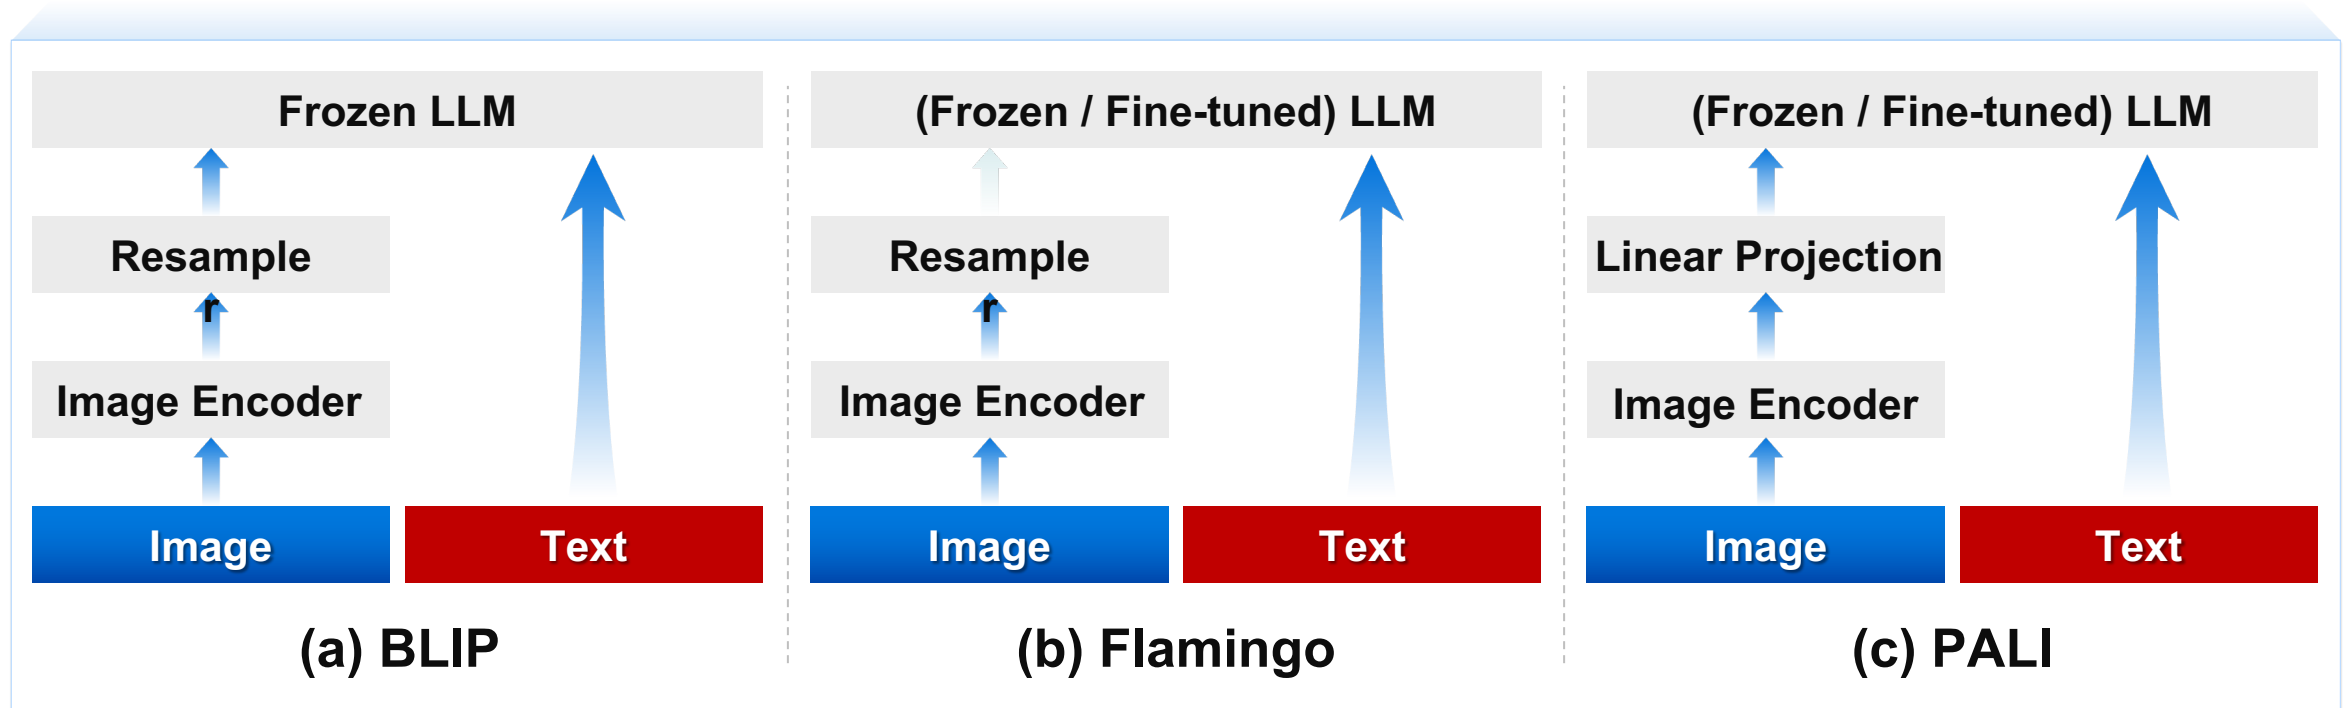 Frozen LLM
Resample
r
Image Encoder
Image
Text
(a) BLIP
(Frozen / Fine-tuned) LLM
Resample
r
Image Encoder
Image
Text
(b) Flamingo
(Frozen / Fine-tuned) LLM
Linear Projection
Image Encoder
Image
Text
(c) PALI